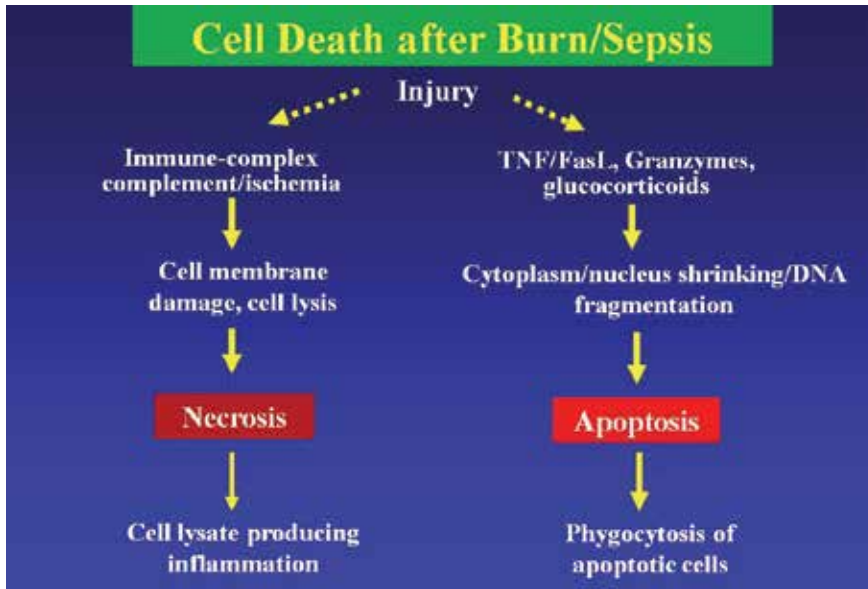 Cell Death after Burn/Sepsis
Injury
Immune-complex
complement/ischemia
TNF/FasL, Granzymes,
glucocorticoids
Cell membrane
damage, cell lysis
Cytoplasm/nucleus shrinking/DNA
fragmentation
Necrosis
Apoptosis
Cell lysate producing
inflammation
Phygocytosis of
apoptotic cells